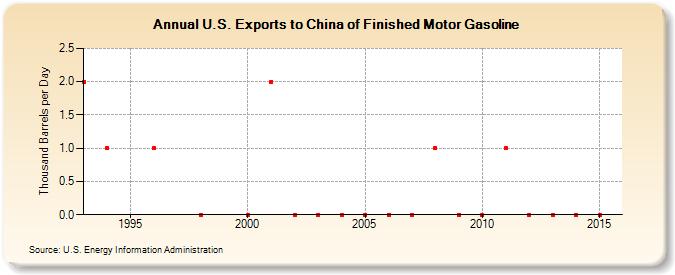 Annual U.S. Exports to China of Finished Motor Gasoline
Thousand Barrels per Day
2.5
2.0
1.5
1.0
0.5
0.0
1995 2000 2005 2010 2015
Source: U.S. Energy Information Administration